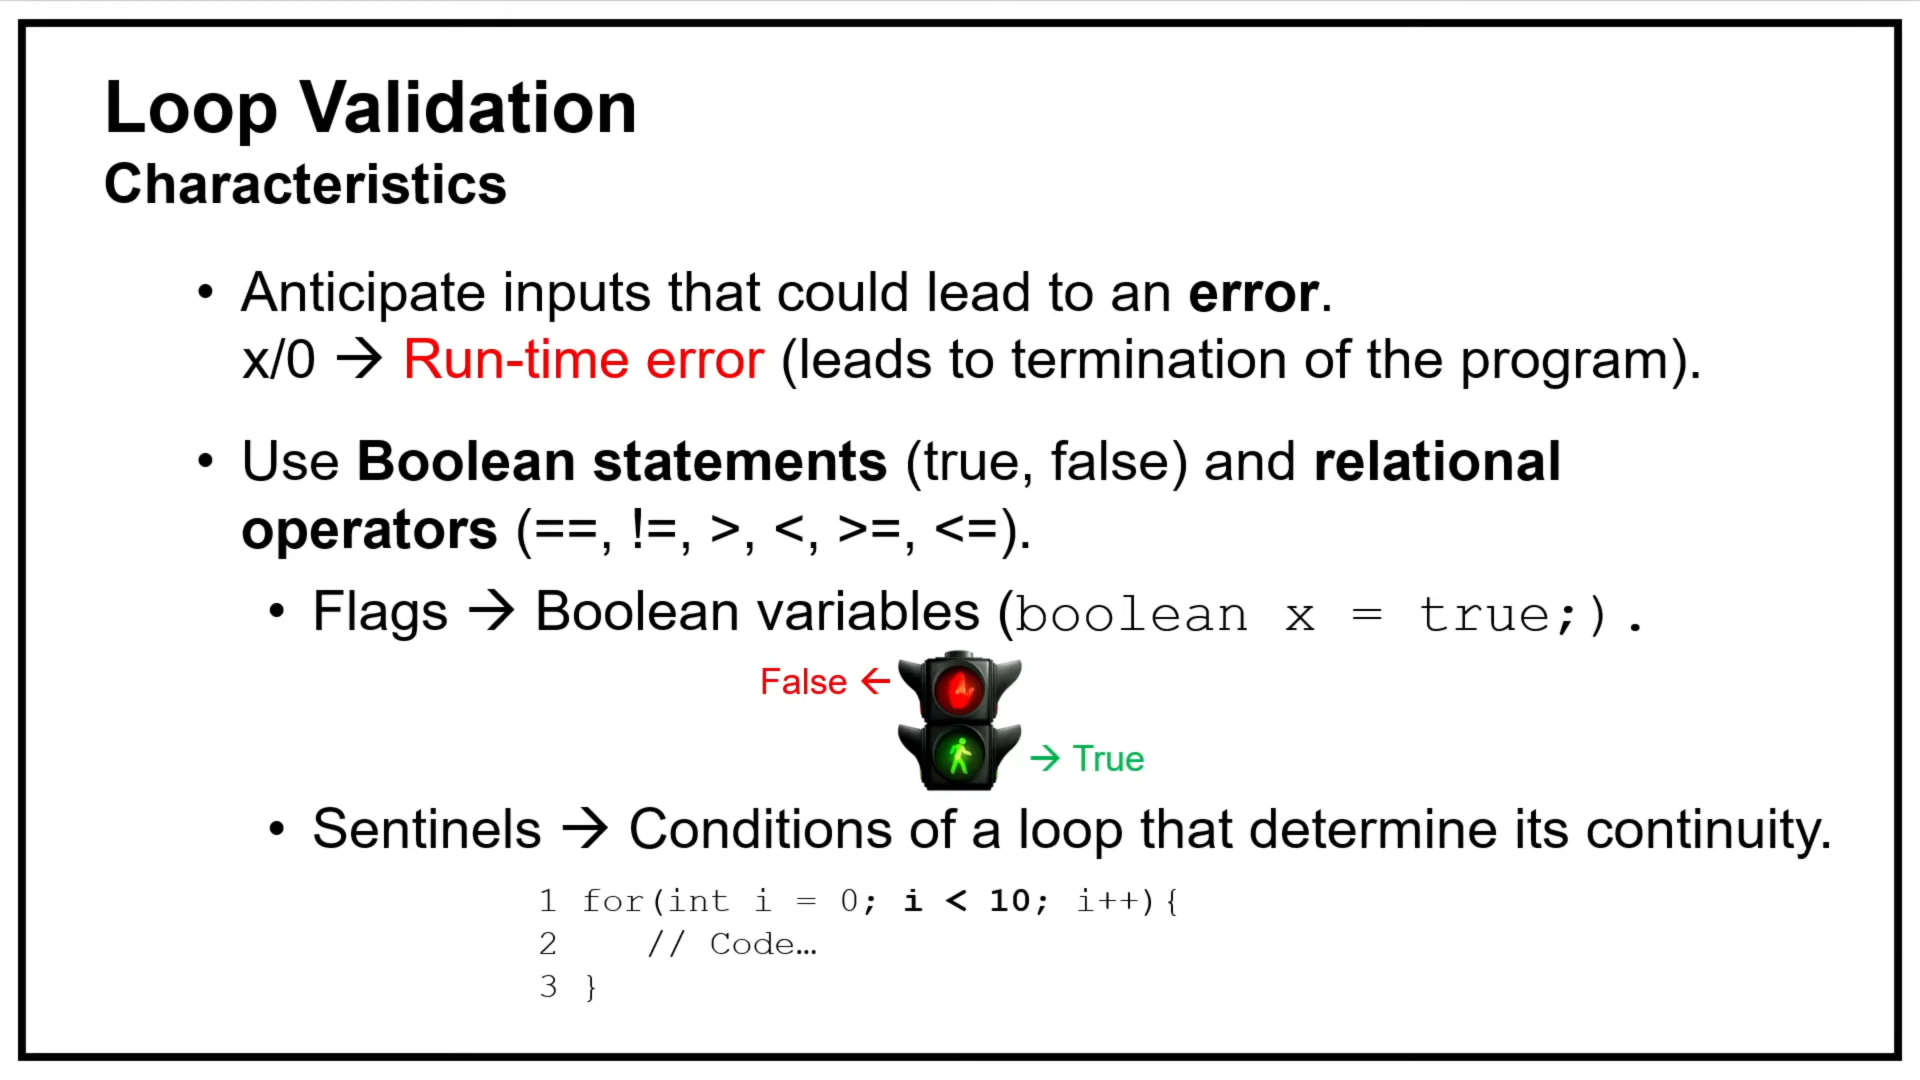 Loop Validation
Characteristics
• Anticipate inputs that could lead to an error.
x/0 → Run-time error (leads to termination of the program).
• Use Boolean statements (true, false) and relational
operators (==, !=, >, <, >=, <=).
• Flags → Boolean variables (boolean x = true;).
False ←
→ True
• Sentinels → Conditions of a loop that determine its continuity.
1 for(int i = 0; i < 10; i++){
2    // Code…
3 }